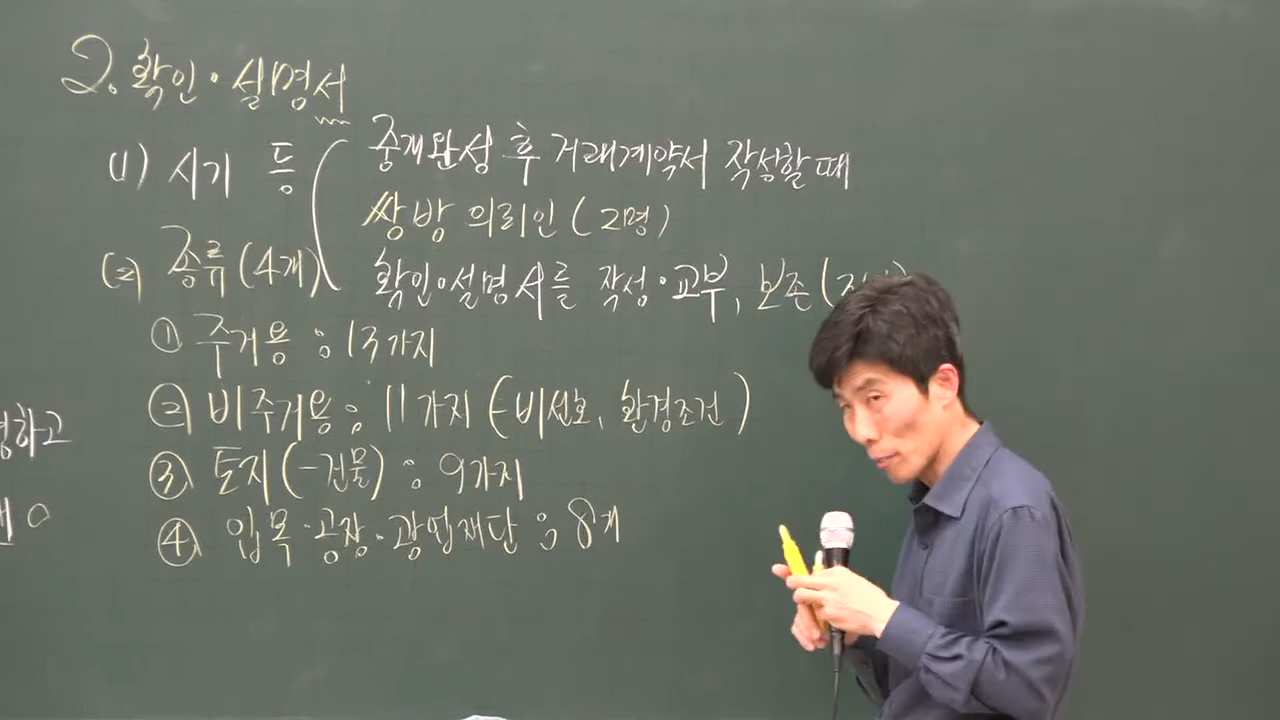 2. 확인·설명서
(1) 시기 등
중개완성 후 거래계약서 작성할 때
쌍방 의뢰인 (2명)
확인·설명서를 작성·교부, 보존 (
(2) 종류 (4개)
① 주거용 : 13가지
② 비주거용 : 11가지 (-비선호, 환경조건)
③ 토지(-건물) : 9가지
④ 입목·공장·광업재단 : 8개
하고